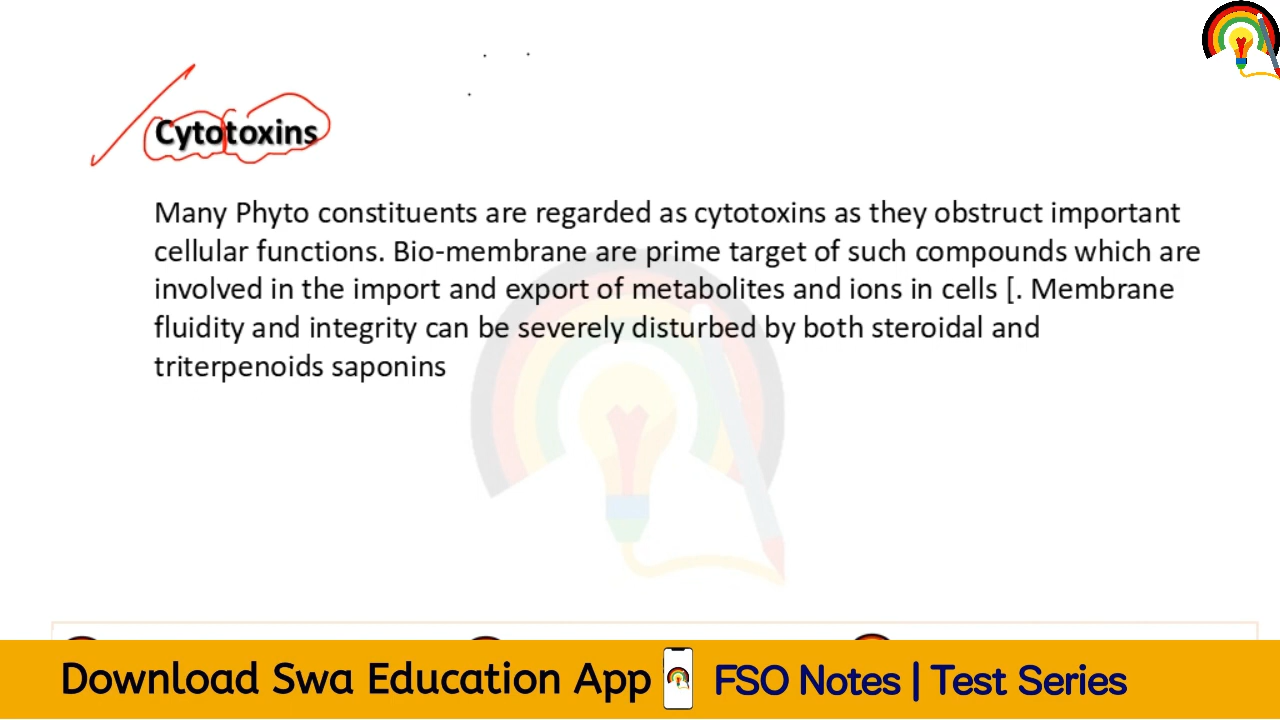 Cytotoxins
Many Phyto constituents are regarded as cytotoxins as they obstruct important
cellular functions. Bio-membrane are prime target of such compounds which are
involved in the import and export of metabolites and ions in cells [. Membrane
fluidity and integrity can be severely disturbed by both steroidal and
triterpenoids saponins
Download Swa Education App FSO Notes | Test Series